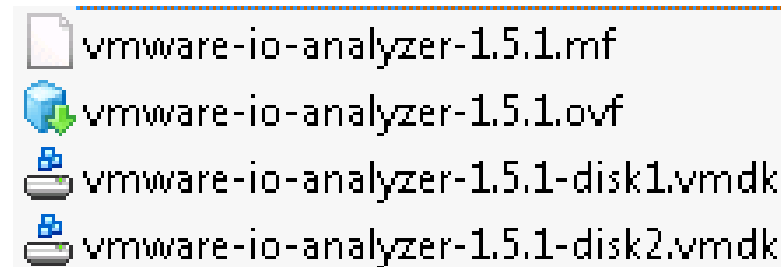 vmware-io-analyzer-1.5.1.mf
vmware-io-analyzer-1.5.1.ovf
vmware-io-analyzer-1.5.1-disk1.vmdk
vmware-io-analyzer-1.5.1-disk2.vmdk